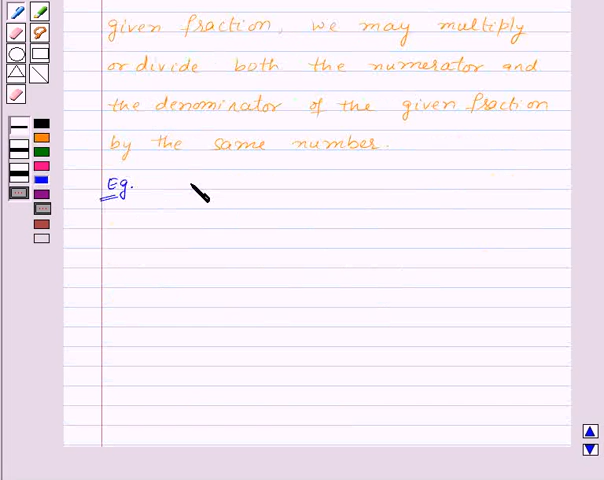 given fraction, we may multiply
or divide both the numerator and
the denominator of the given fraction
by the same number.
Eg.